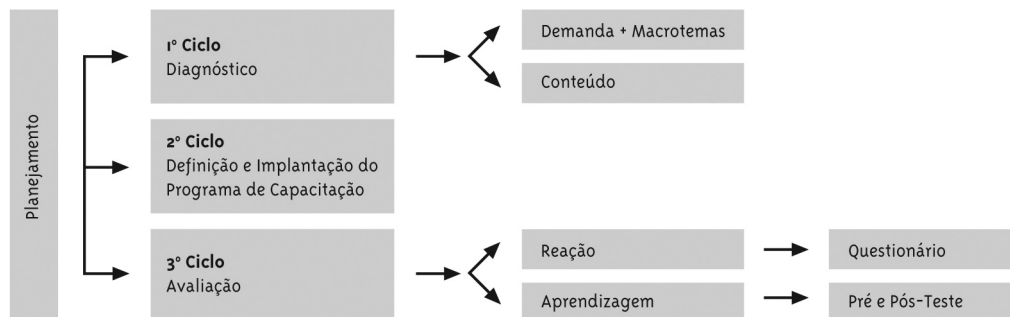 Planejamento
1º Ciclo
Diagnóstico
Demanda + Macrotemas
Conteúdo
2º Ciclo
Definição e Implantação do
Programa de Capacitação
3º Ciclo
Avaliação
Reação
Questionário
Aprendizagem
Pré e Pós-Teste